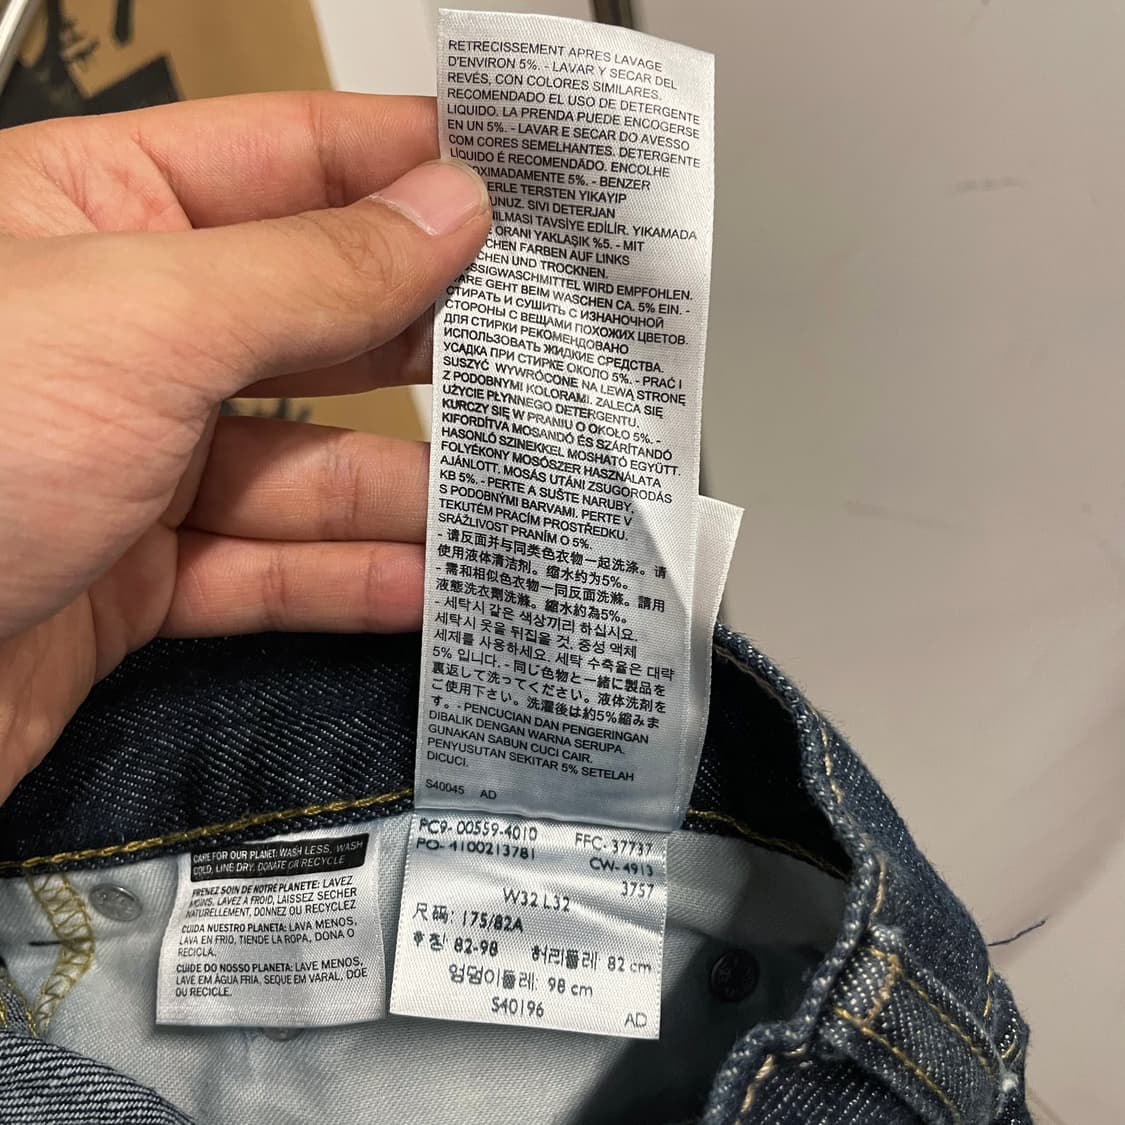 RETRECISSEMENT APRES LAVAGE
D'ENVIRON 5%. - LAVAR Y SECAR DEL
REVÉS, CON COLORES SIMILARES,
RECOMENDADO EL USO DE DETERGENTE
LIQUIDO. LA PRENDA PUEDE ENCOGERSE
EN UN 5%. - LAVAR E SECAR DO AVESSO
COM CORES SEMELHANTES. DETERGENTE
LÍQUIDO É RECOMENDADO. ENCOLHE
5%. - BENZER
TERSTEN YIKAYIP
SIVI DETERJAN
TAVSİYE EDİLİR. YIKAMADA
ORANI YAKLAŞIK %5. - MIT
FARBEN AUF LINKS
UND TROCKNEN.
WIRD EMPFOHLEN.
GEHT BEIM WASCHEN CA. 5% EIN. -
СТИРАТЬ И СУШИТЬ С ИЗНАНОЧНОЙ
СТОРОНЫ С ВЕЩАМИ ПОХОЖИХ ЦВЕТОВ.
ДЛЯ СТИРКИ РЕКОМЕНДОВАНО
ИСПОЛЬЗОВАТЬ ЖИДКИЕ СРЕДСТВА.
УСАДКА ПРИ СТИРКЕ ОКОЛО 5%. - PRAĆ I
SUSZYĆ WYWRÓCONE NA LEWĄ STRONĘ
Z PODOBNYMI KOLORAMI. ZALECA SIĘ
UŻYCIE PŁYNNEGO DETERGENTU.
KURCZY SIĘ W PRANIU O OKOŁO 5%. -
KIFORDÍTVA MOSANDÓ ÉS SZÁRÍTANDÓ
HASONLÓ SZINEKKEL MOSHATÓ EGYÜTT.
FOLYÉKONY MOSÓSZER HASZNÁLATA
AJÁNLOTT. MOSÁS UTÁNI ZSUGORODÁS
KB 5%. - PERTE A SUŠTE NARUBY,
S PODOBNÝMI BARVAMI. PERTE V
TEKUTÉM PRACÍM PROSTŘEDKU.
SRÁŽLIVOST PRANÍM O 5%.
- 请反面并与同类色衣物一起洗涤。请
使用液体清洁剂。缩水约为5%。
- 需和相似色衣物一同反面洗滌。請用
液態洗衣劑洗滌。縮水約為5%。
- 세탁시 같은 색상끼리 하십시요.
세탁시 옷을 뒤집을 것. 중성 액체
세제를 사용하세요. 세탁 수축율은 대략
5% 입니다. - 同じ色物と一緒に製品を
裏返して洗ってください。液体洗剤を
ご使用下さい。洗濯後は約5%縮みま
す。- PENCUCIAN DAN PENGERINGAN
DIBALIK DENGAN WARNA SERUPA.
GUNAKAN SABUN CUCI CAIR.
PENYUSUTAN SEKITAR 5% SETELAH
DICUCI.
S40045 AD
CARE FOR OUR PLANET: WASH LESS, WASH
COLD, LINE DRY, DONATE OR RECYCLE
PRENEZ SOIN DE NOTRE PLANETE: LAVEZ
MOINS, LAVEZ A FROID, LAISSEZ SECHER
NATURELLEMENT, DONNEZ OU RECYCLEZ
CUIDA NUESTRO PLANETA: LAVA MENOS,
LAVA EN FRIO, TIENDE LA ROPA, DONA O
RECICLA.
CUIDE DO NOSSO PLANETA: LAVE MENOS,
LAVE EM ÁGUA FRIA, SEQUE EM VARAL, DOE
OU RECICLE.
PC9- 00559-4010 FFC- 37737
PO- 4100213781 CW- 4913
3757
W32 L32
尺碼: 175/82A
호칭: 82-98 허리둘레 82 cm
엉덩이둘레: 98 cm
S40196 AD